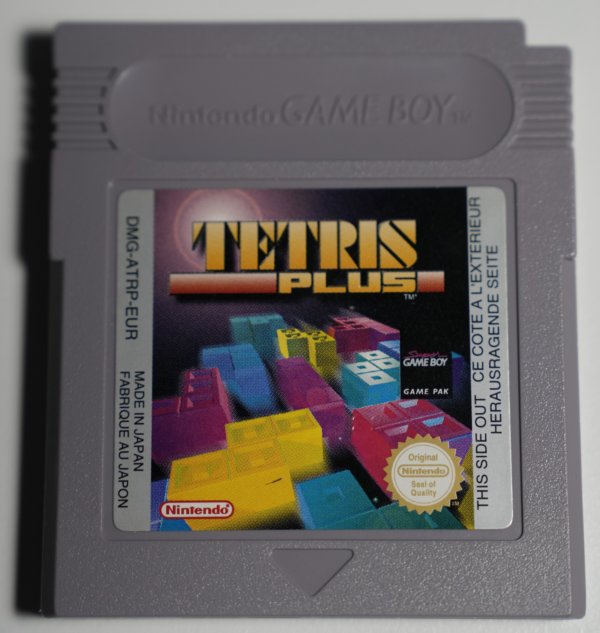 Nintendo GAME BOY TM
TETRIS
PLUS
TM
DMG-ATRP-EUR
MADE IN JAPAN
FABRIQUE AU JAPON
Super
GAME BOY
GAME PAK
Original
Nintendo
Seal of
Quality
Nintendo
THIS SIDE OUT CE COTE A L'EXTERIEUR
HERAUSRAGENDE SEITE